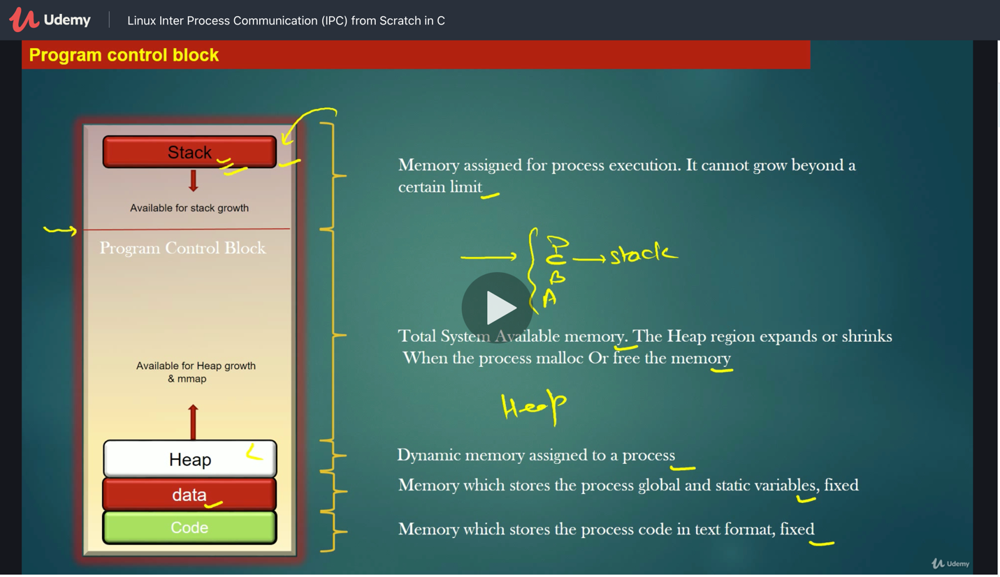 Udemy
Linux Inter Process Communication (IPC) from Scratch in C
Program control block
Stack
Available for stack growth
Program Control Block
Available for Heap growth
& mmap
Heap
data
Code
Memory assigned for process execution. It cannot grow beyond a
certain limit
D
C → stack
B
A
Total System Available memory. The Heap region expands or shrinks
When the process malloc Or free the memory
Heap
Dynamic memory assigned to a process
Memory which stores the process global and static variables, fixed
Memory which stores the process code in text format, fixed
Udemy